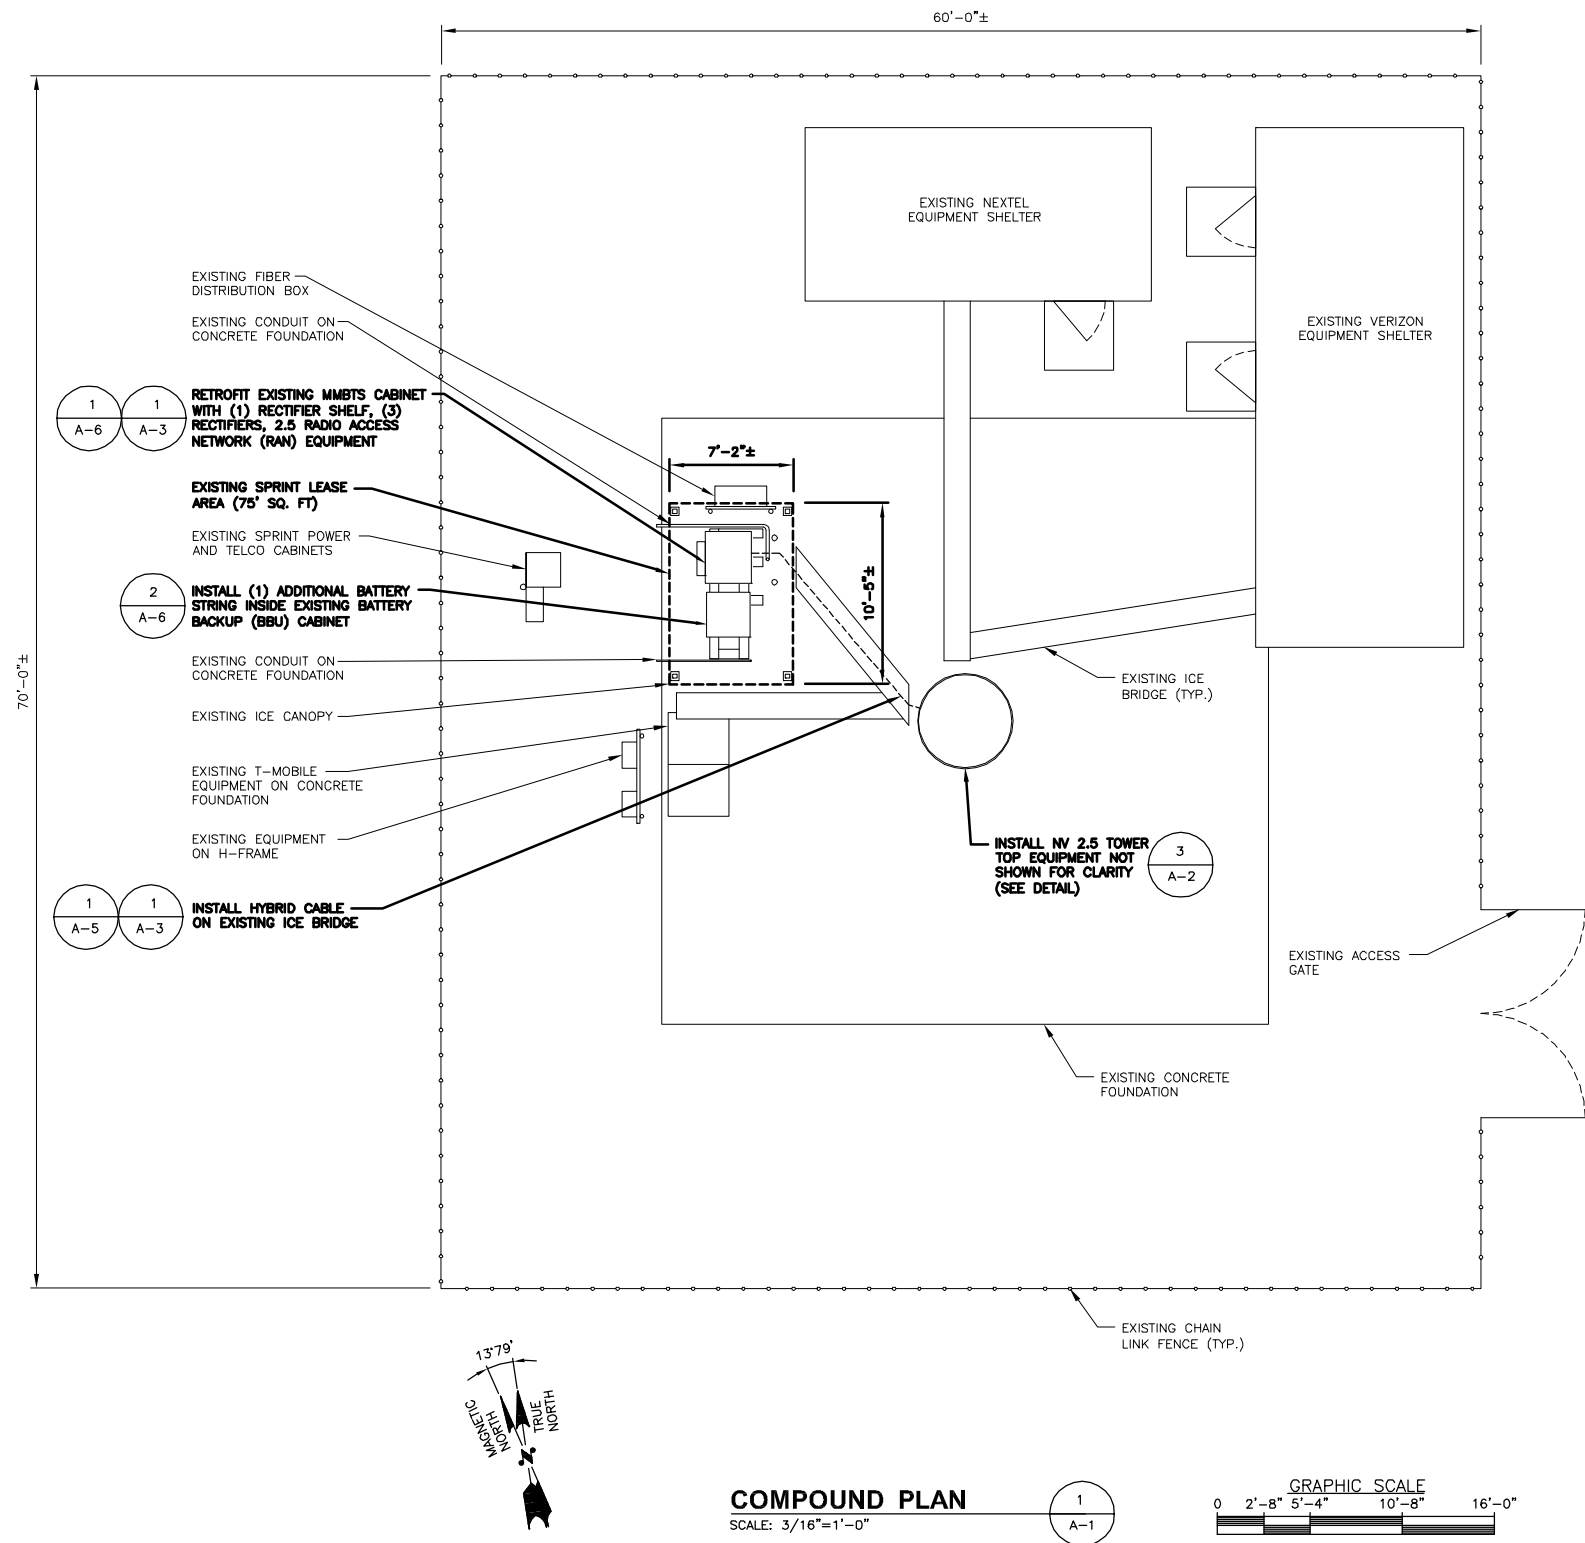 60'-0"±
70'-0"±
EXISTING NEXTEL
EQUIPMENT SHELTER
EXISTING VERIZON
EQUIPMENT SHELTER
EXISTING FIBER
DISTRIBUTION BOX
EXISTING CONDUIT ON
CONCRETE FOUNDATION
1
A-6
1
A-3
RETROFIT EXISTING MMBTS CABINET
WITH (1) RECTIFIER SHELF, (3)
RECTIFIERS, 2.5 RADIO ACCESS
NETWORK (RAN) EQUIPMENT
7'-2"±
EXISTING SPRINT LEASE
AREA (75' SQ. FT)
EXISTING SPRINT POWER
AND TELCO CABINETS
10'-5"±
2
A-6
INSTALL (1) ADDITIONAL BATTERY
STRING INSIDE EXISTING BATTERY
BACKUP (BBU) CABINET
EXISTING CONDUIT ON
CONCRETE FOUNDATION
EXISTING ICE
BRIDGE (TYP.)
EXISTING ICE CANOPY
EXISTING T-MOBILE
EQUIPMENT ON CONCRETE
FOUNDATION
EXISTING EQUIPMENT
ON H-FRAME
INSTALL NV 2.5 TOWER
TOP EQUIPMENT NOT
SHOWN FOR CLARITY
(SEE DETAIL)
3
A-2
1
A-5
1
A-3
INSTALL HYBRID CABLE
ON EXISTING ICE BRIDGE
EXISTING ACCESS
GATE
EXISTING CONCRETE
FOUNDATION
EXISTING CHAIN
LINK FENCE (TYP.)
13°79'
MAGNETIC
NORTH
TRUE
NORTH
N
COMPOUND PLAN
SCALE: 3/16"=1'-0"
1
A-1
GRAPHIC SCALE
0 2'-8" 5'-4" 10'-8" 16'-0"